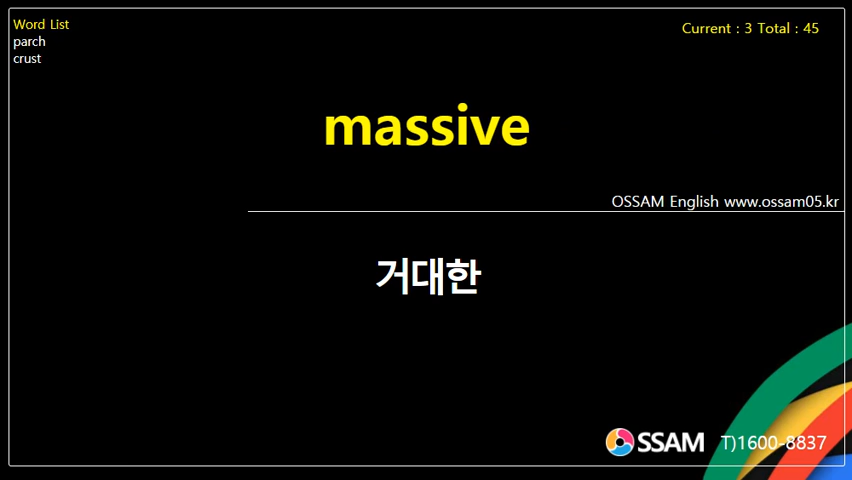 Word List
parch
crust
Current : 3 Total : 45
massive
OSSAM English www.ossam05.kr
거대한
OSSAM T)1600-8837